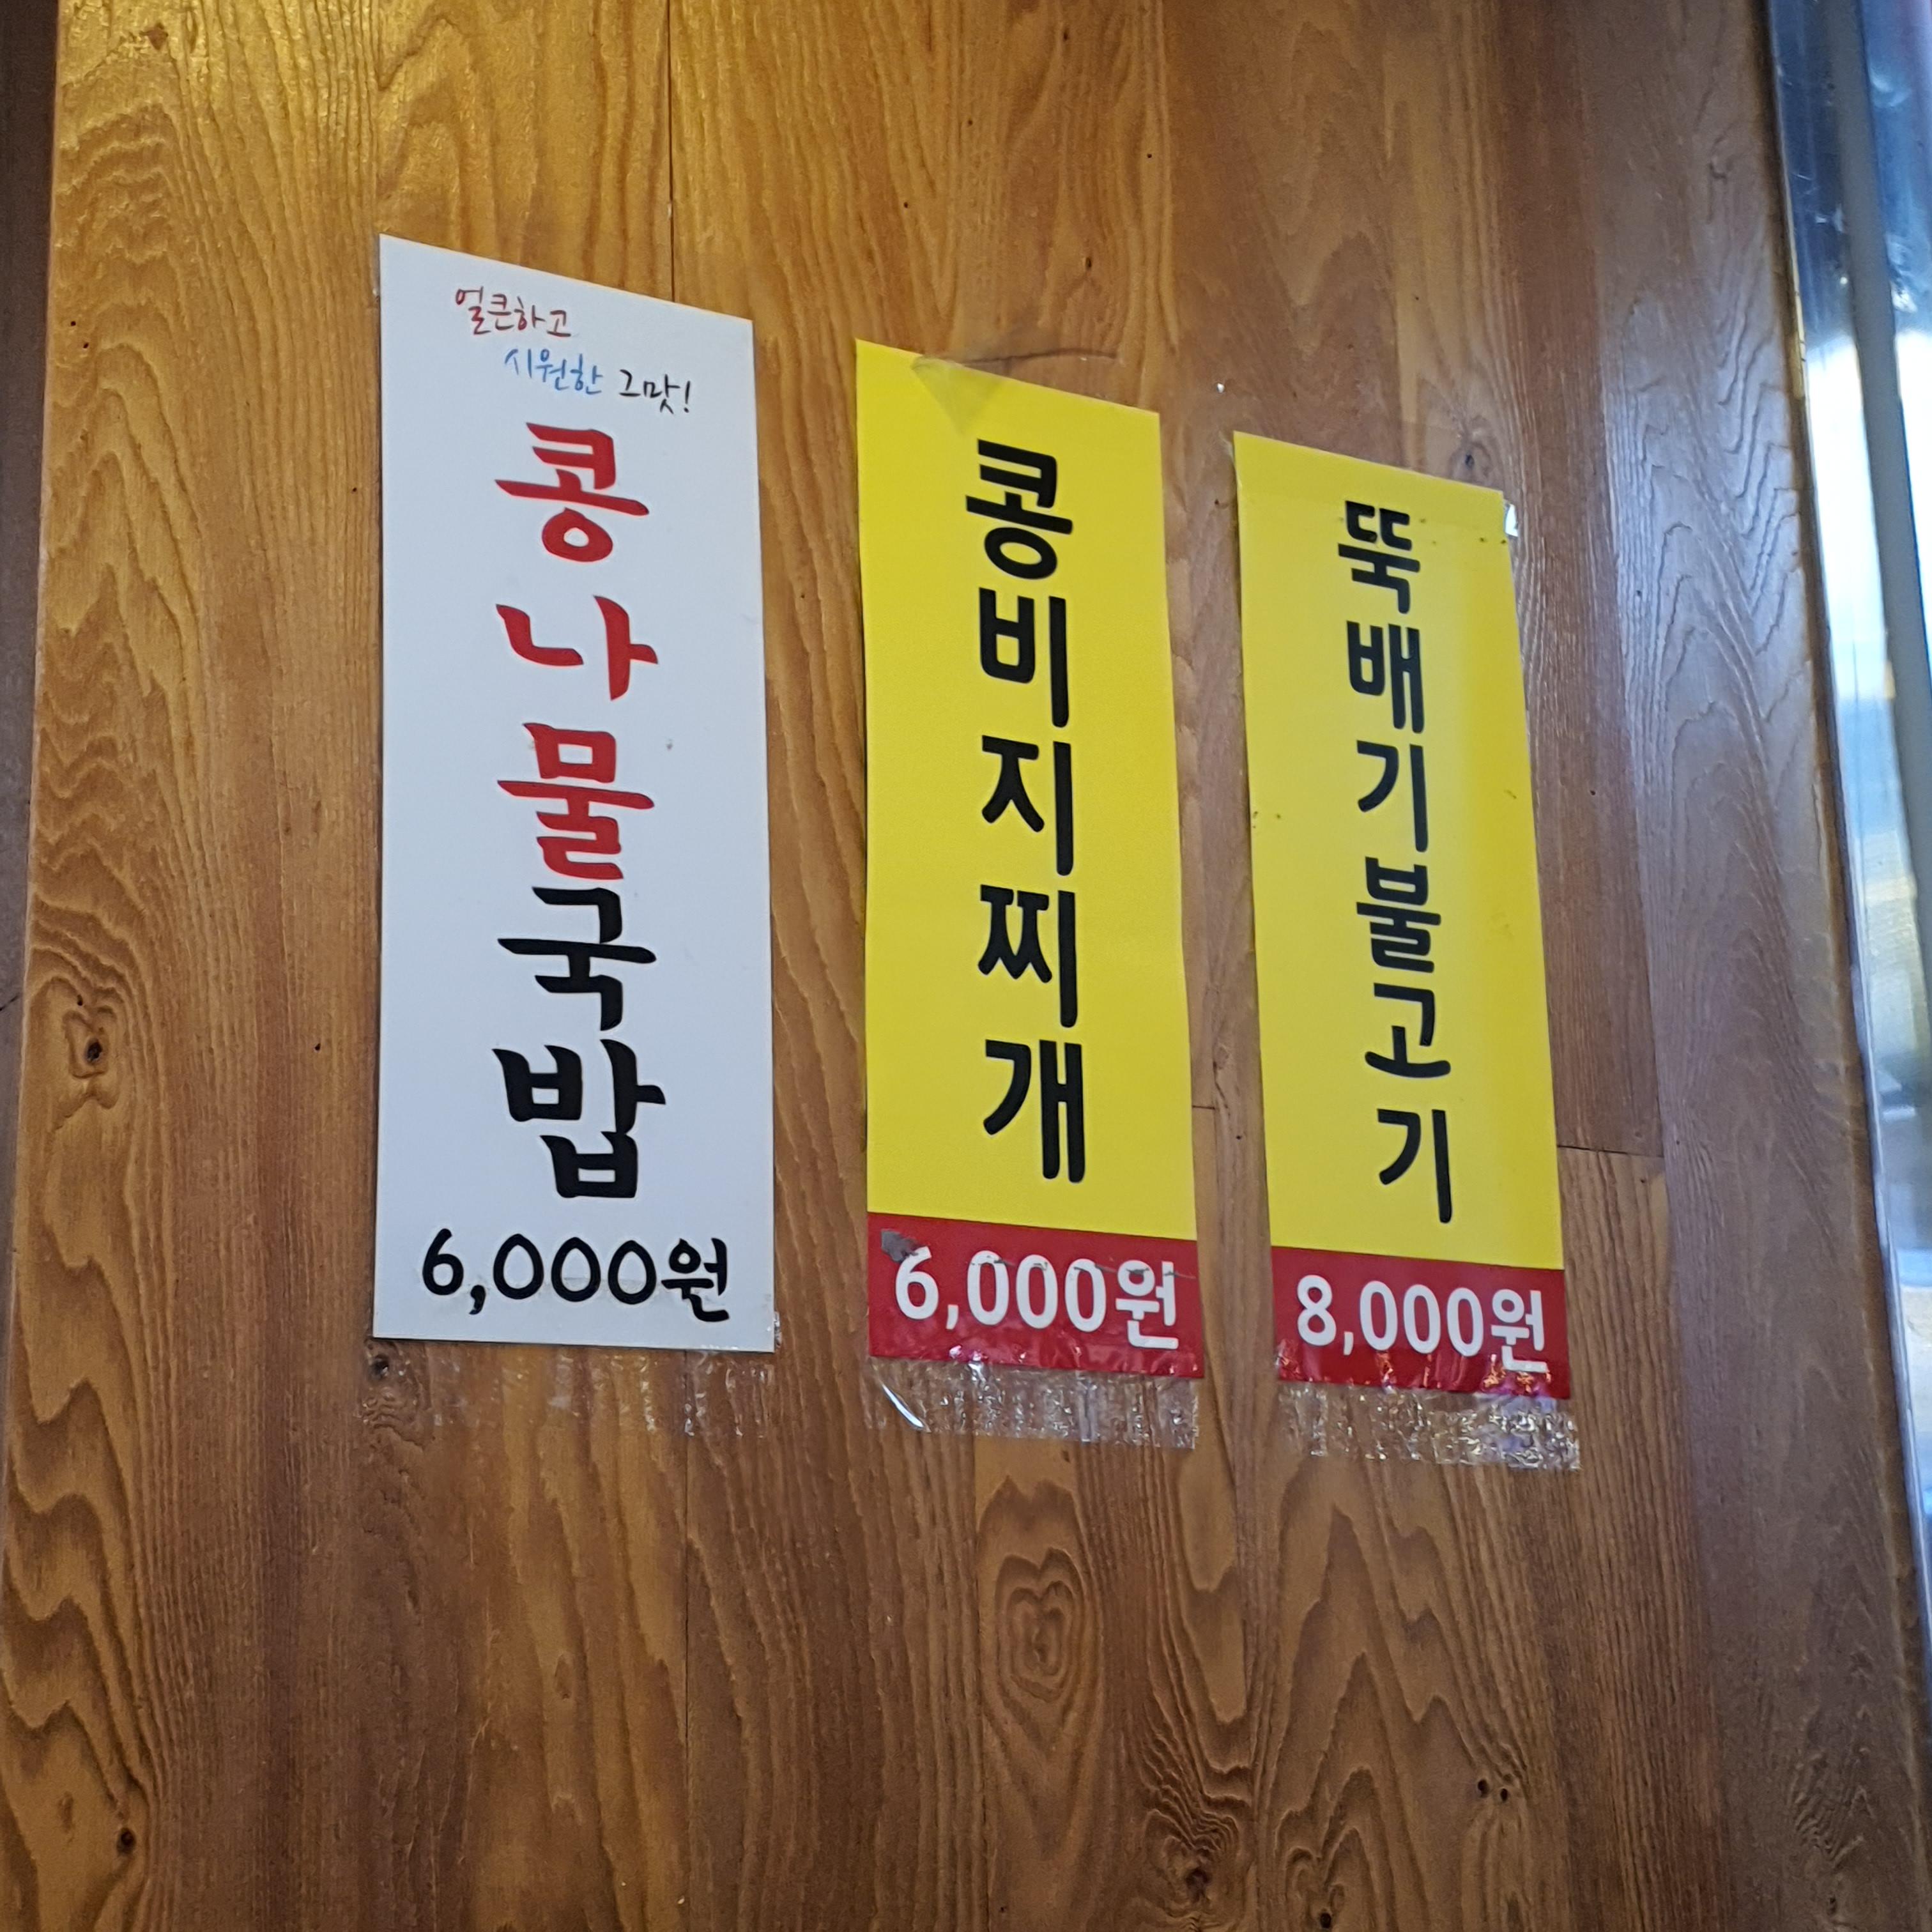 얼큰하고
시원한 그맛!
콩나물국밥
6,000원
콩비지찌개
6,000원
뚝배기불고기
8,000원